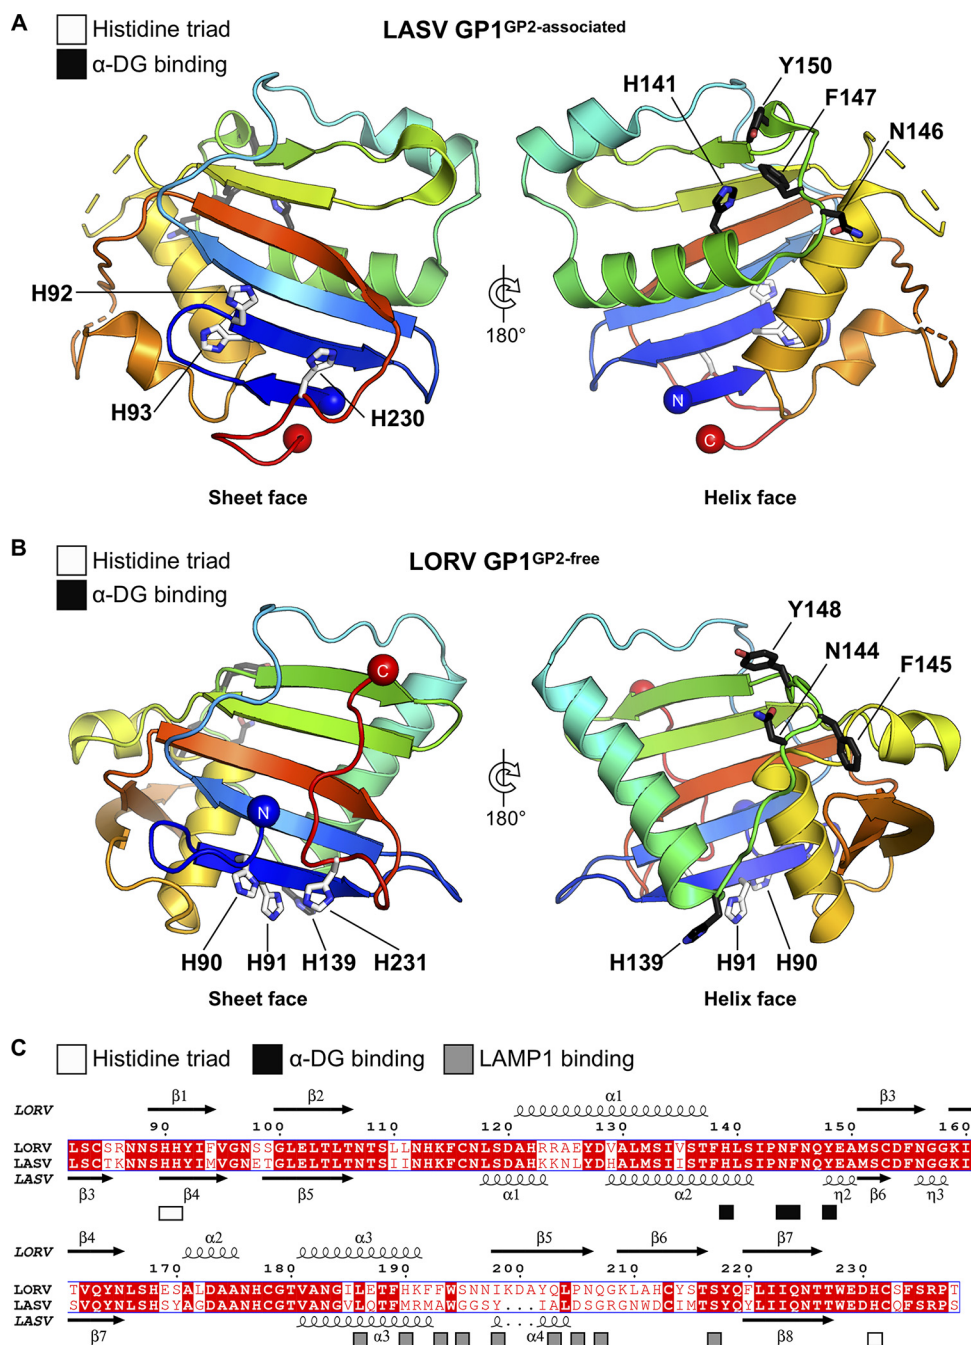 A
Histidine triad
α-DG binding
LASV GP1GP2-associated
H92
H93
H230
Sheet face
180°
H141
Y150
F147
N146
N
C
Helix face
B
Histidine triad
α-DG binding
LORV GP1GP2-free
C
N
H90 H91 H139 H231
Sheet face
180°
Y148
N144
F145
H139 H91 H90
Helix face
C
Histidine triad α-DG binding LAMP1 binding
LORV β1 β2 α1 β3
90 100 110 120 130 140 150 160
LORV LSCSRNNSHHYIFVGNSSGLELTLTNTSLLNHKFCNLSDAHRRAEYDVALMSIVSTFHLSIPNFNQYEAMSCDFNGGKI
LASV LSCTKNNSHHYIMVGNETGLELTLTNTSIINHKFCNLSDAHKKNLYDHALMSIISTFHLSIPNFNQYEAMSCDFNGGKI
LASV β3 β4 β5 α1 α2 η2 β6 η3
LORV β4 α2 α3 β5 β6 β7
170 180 190 200 210 220 230
LORV TVQYNLSHESALDAANHCGTVANGILETFHKFFWSNNIKDAYQLPNQGKLAHCYSTSYQFLIIQNTTWEDHCSFSRPT
LASV SVQYNLSHSYAGDAANHCGTVANGVLQTFMRMAWGGSY...IALDSGRGNWDCIMTSYQYLIIQNTTWEDHCQFSRPS
LASV β7 α3 α4 β8